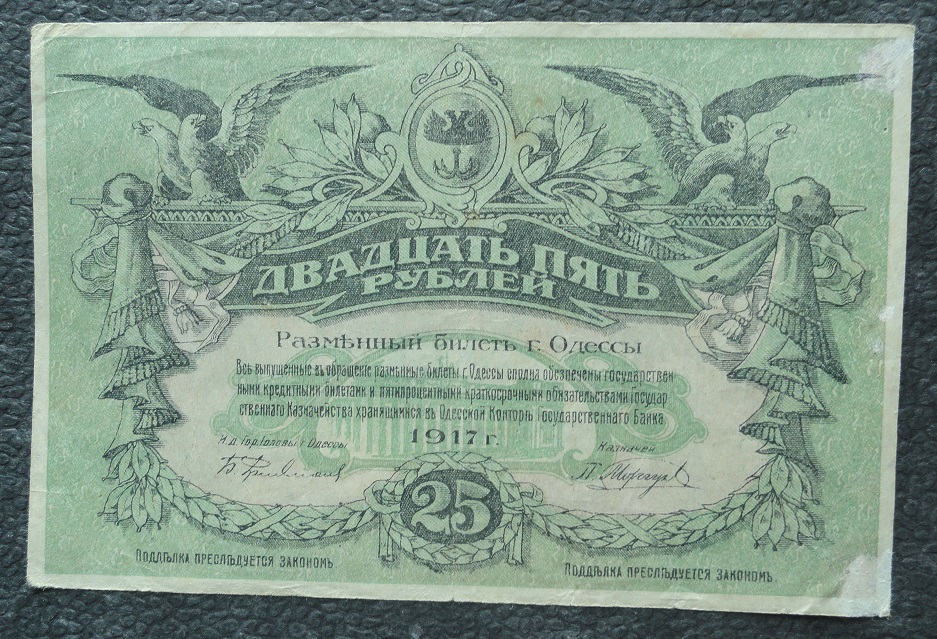 ДВАДЦАТЬ ПЯТЬ
РУБЛЕЙ
Размѣнный билетъ г. Одессы
Всѣ выпущенные въ обращеніе размѣнные билеты г. Одессы сполна обезпечены государствен
ными кредитными билетами и пятипроцентными краткосрочными обязательствами Государ
ственнаго Казначейства хранящимися въ Одесской Конторѣ Государственнаго Банка
1917 г.
И.д. Гор. Головы г. Одессы
Казначей
25
ПОДДѢЛКА ПРЕСЛѢДУЕТСЯ ЗАКОНОМЪ
ПОДДѢЛКА ПРЕСЛѢДУЕТСЯ ЗАКОНОМЪ